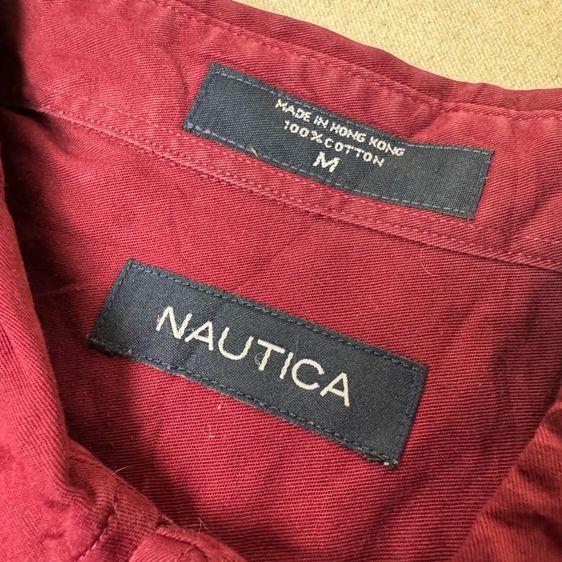 MADE IN HONG KONG
100% COTTON
M
NAUTICA